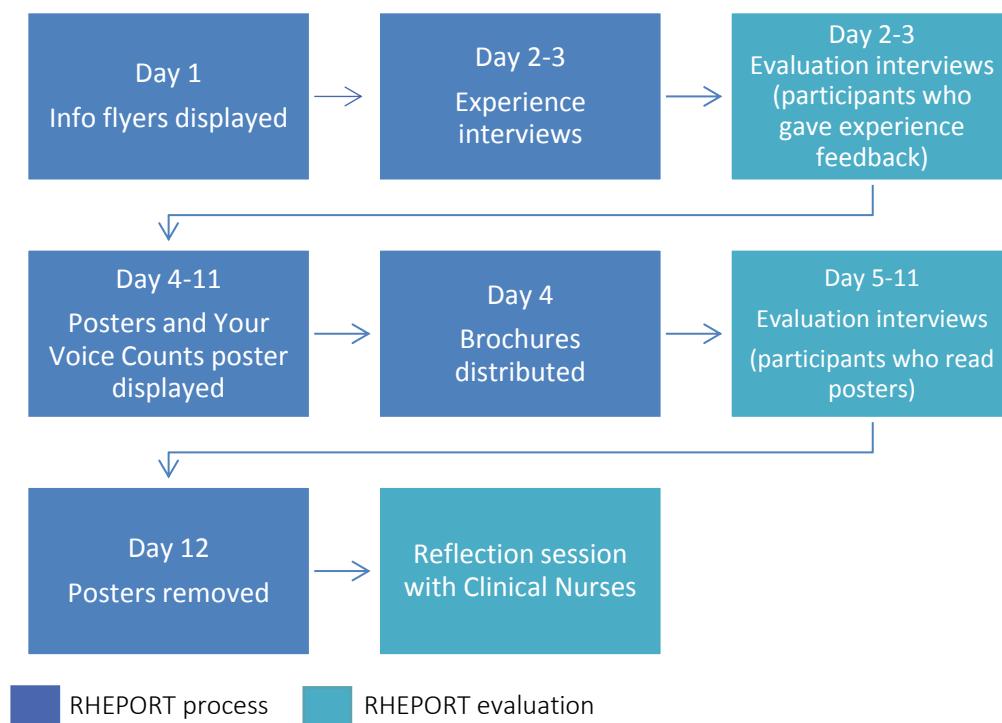 Day 1
Info flyers displayed
Day 2-3
Experience
interviews
Day 2-3
Evaluation interviews
(participants who
gave experience
feedback)
Day 4-11
Posters and Your
Voice Counts poster
displayed
Day 4
Brochures
distributed
Day 5-11
Evaluation interviews
(participants who read
posters)
Day 12
Posters removed
Reflection session
with Clinical Nurses
RHEPORT process
RHEPORT evaluation